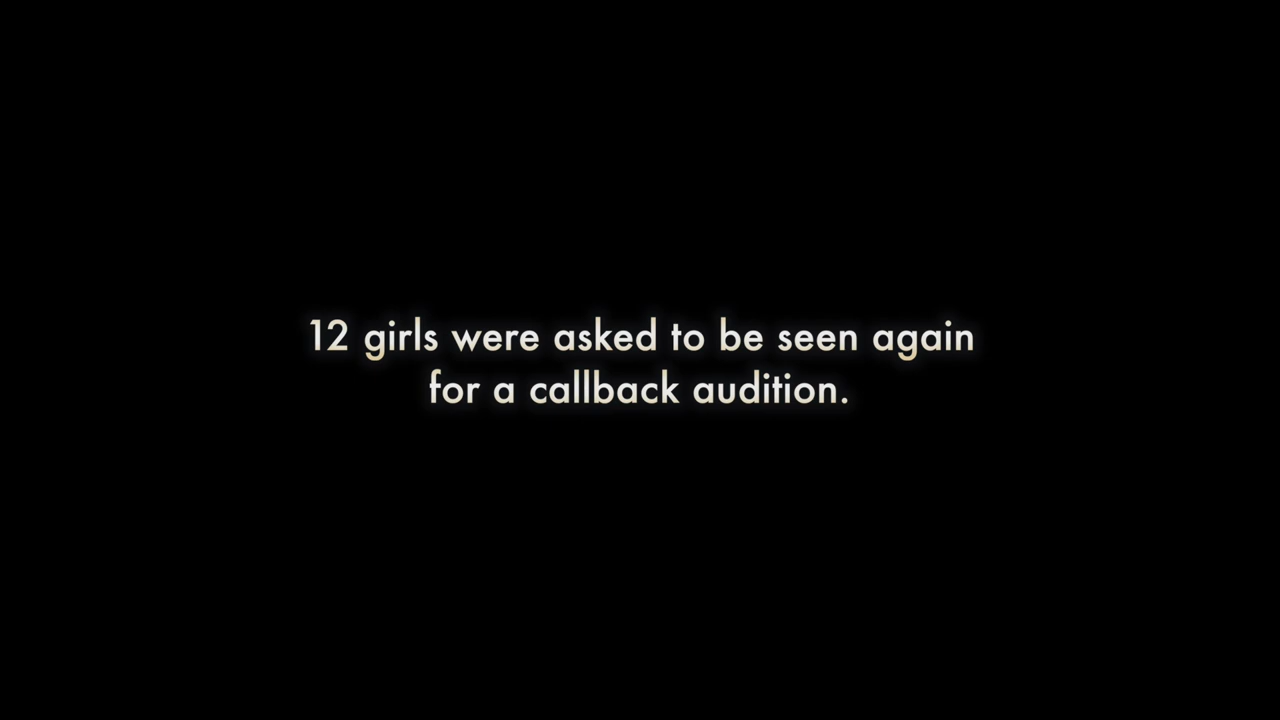 12 girls were asked to be seen again
for a callback audition.